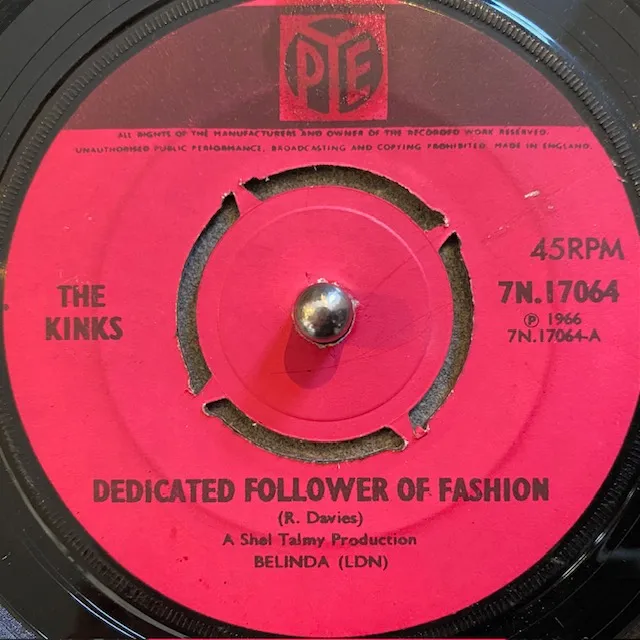 PYE
ALL RIGHTS OF THE MANUFACTURERS AND OWNER OF THE RECORDED WORK RESERVED.
UNAUTHORISED PUBLIC PERFORMANCE, BROADCASTING AND COPYING PROHIBITED. MADE IN ENGLAND.
45RPM
THE
KINKS
7N.17064
Ⓟ 1966
7N.17064-A
DEDICATED FOLLOWER OF FASHION
(R. Davies)
A Shel Talmy Production
BELINDA (LDN)